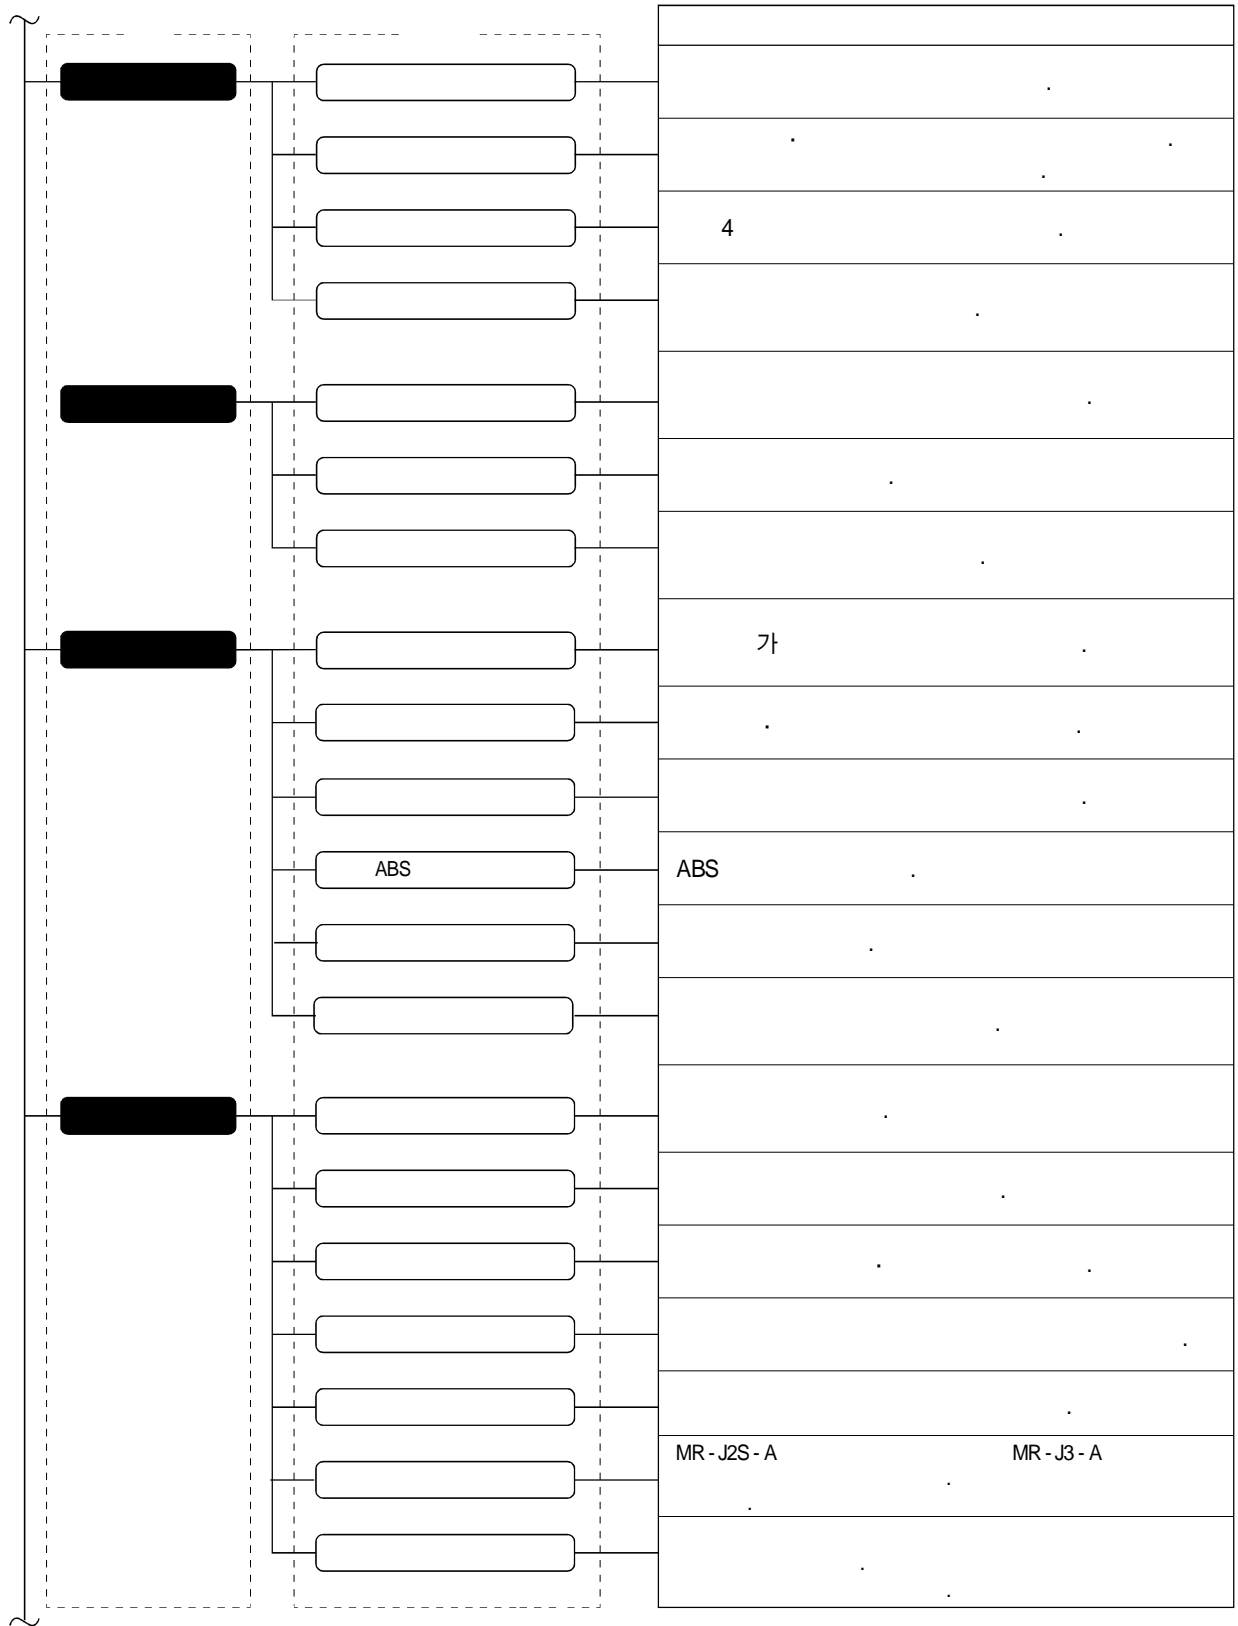 4 .
가 .
ABS
ABS .
MR-J2S-A MR-J3-A